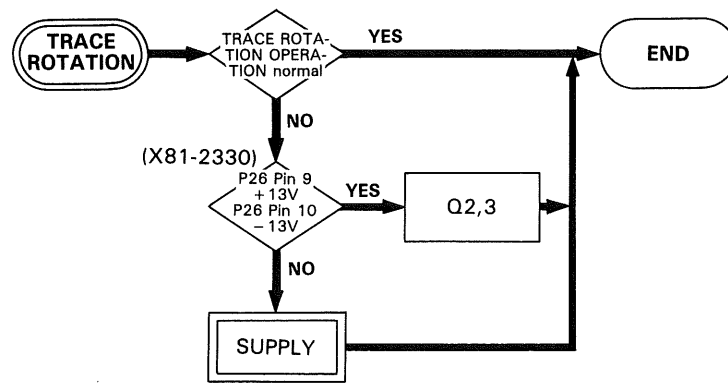 TRACE
ROTATION
TRACE ROTA-
TION OPERA-
TION normal
YES
END
NO
(X81-2330)
P26 Pin 9
+13V
P26 Pin 10
−13V
YES
Q2,3
NO
SUPPLY